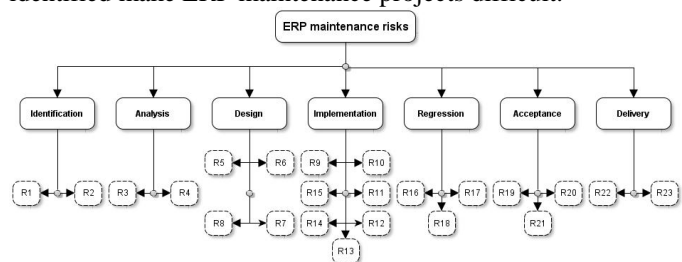 identified make ERP maintenance projects difficult.
ERP maintenance risks
Identification Analysis Design Implementation Regression Acceptance Delivery
R5 R6 R9 R10
R1 R2 R3 R4 R15 R11 R16 R17 R19 R20 R22 R23
R8 R7 R14 R12 R18 R21
R13